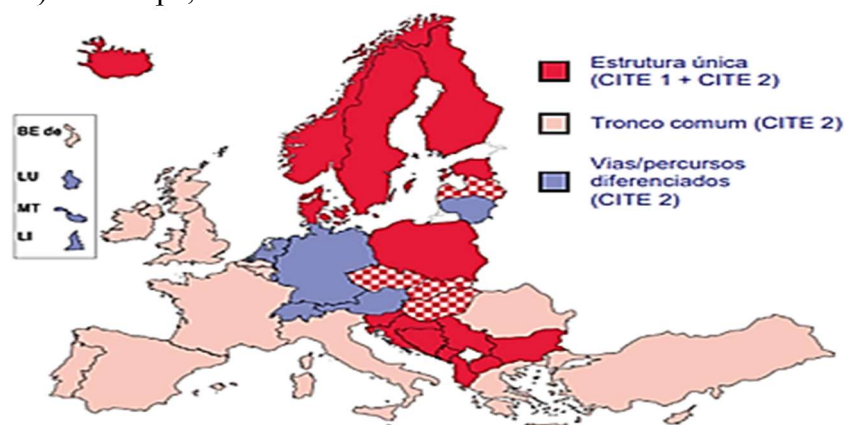 BE de
LU
MT
LI
Estrutura única
(CITE 1 + CITE 2)
Tronco comum (CITE 2)
Vias/percursos
diferenciados
(CITE 2)